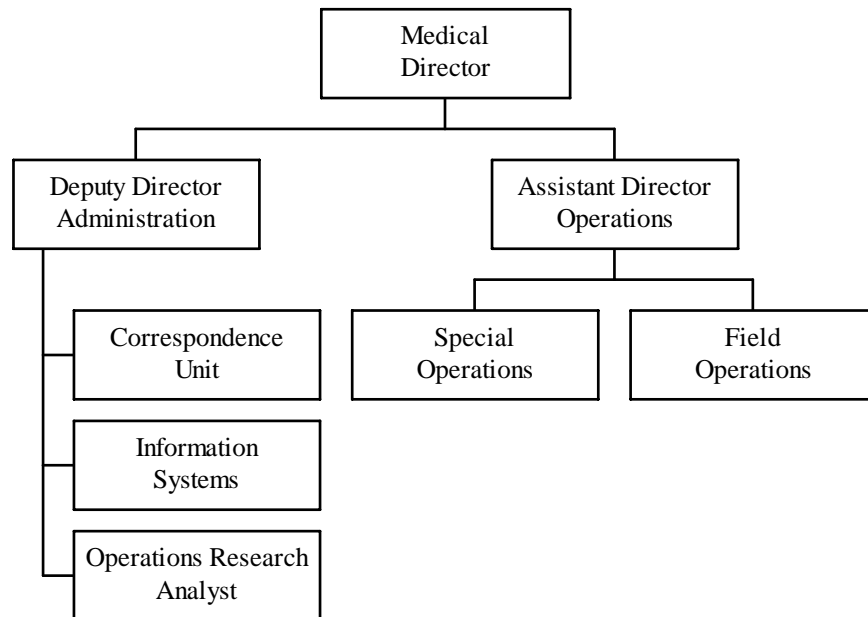 Medical
Director
Deputy Director
Administration
Assistant Director
Operations
Correspondence
Unit
Special
Operations
Field
Operations
Information
Systems
Operations Research
Analyst